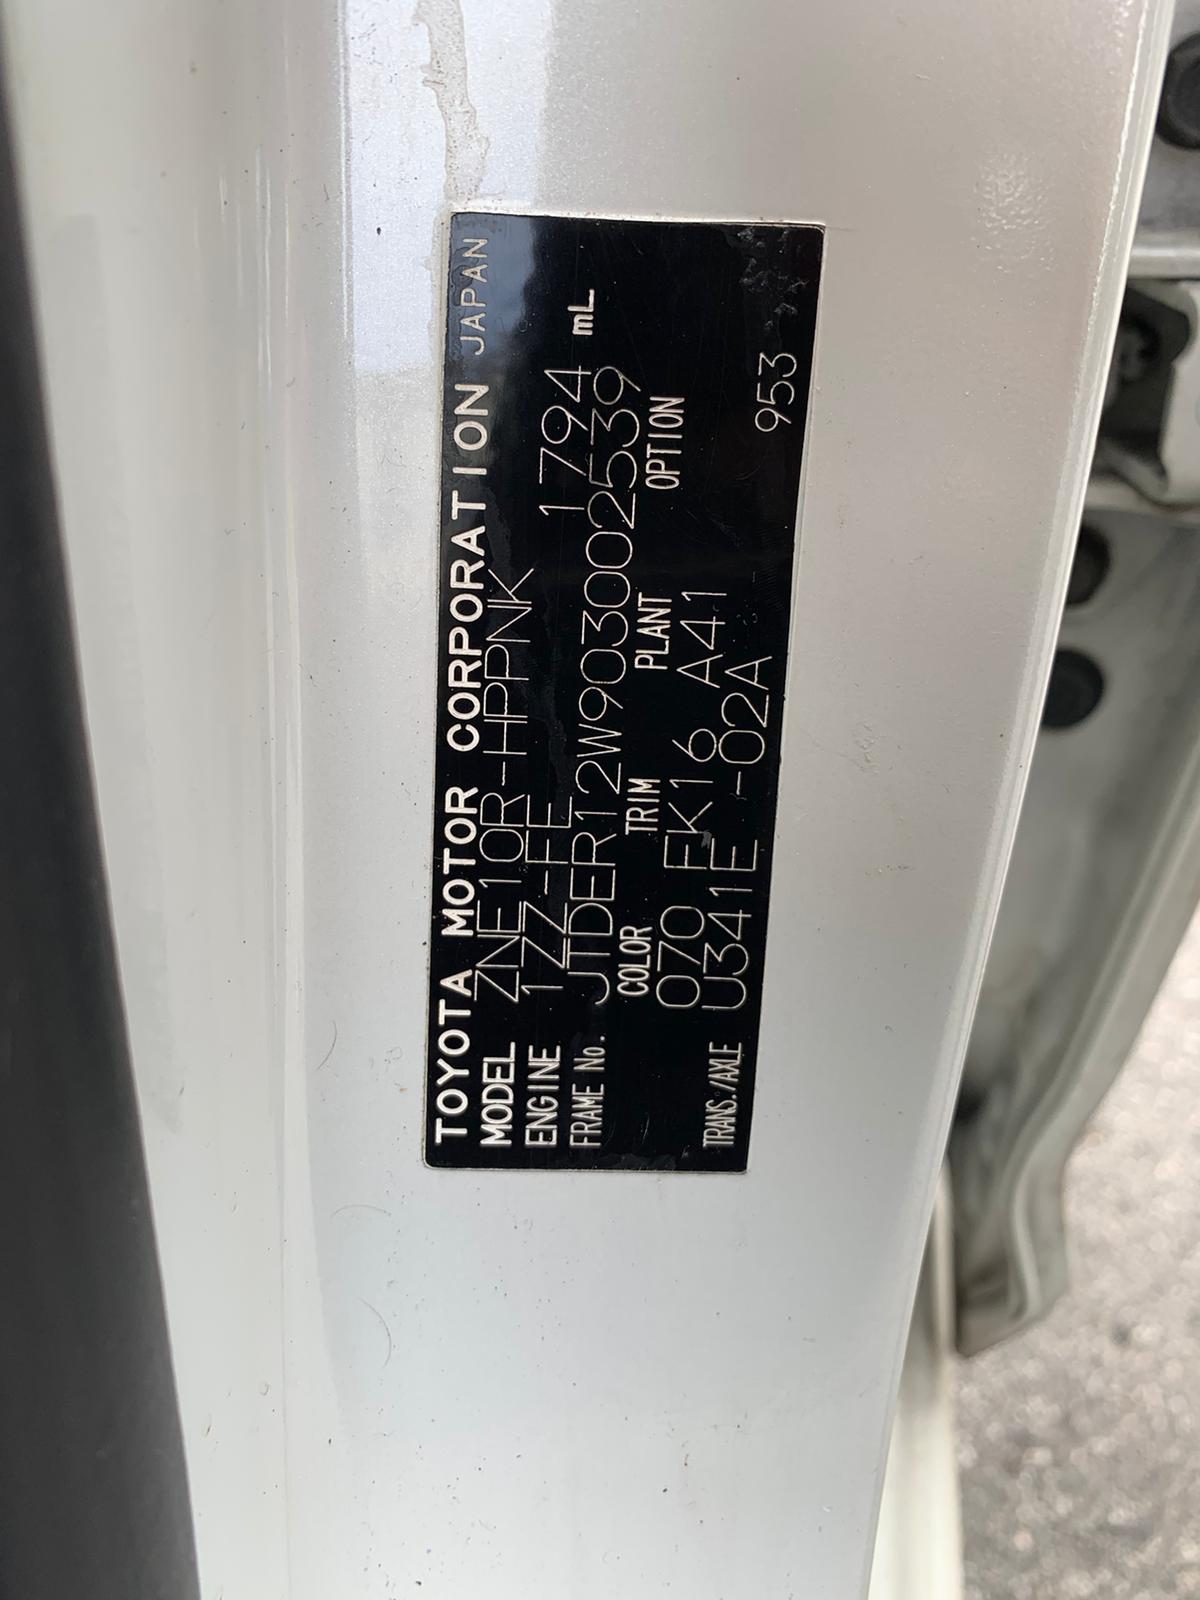 TOYOTA MOTOR CORPORATION JAPAN
MODEL ZNE10R-HPPNK
ENGINE 1ZZ-FE 1794 mL
FRAME No. JTDER12W903002539
COLOR TRIM PLANT OPTION
070 FK16 A41
TRANS./AXLE U341E -02A 953